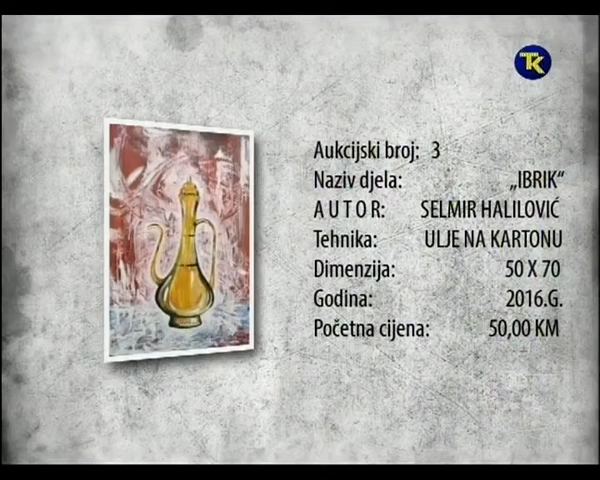 TK
Aukcijski broj: 3
Naziv djela: „IBRIK“
A U T O R: SELMIR HALILOVIĆ
Tehnika: ULJE NA KARTONU
Dimenzija: 50 X 70
Godina: 2016.G.
Početna cijena: 50,00 KM